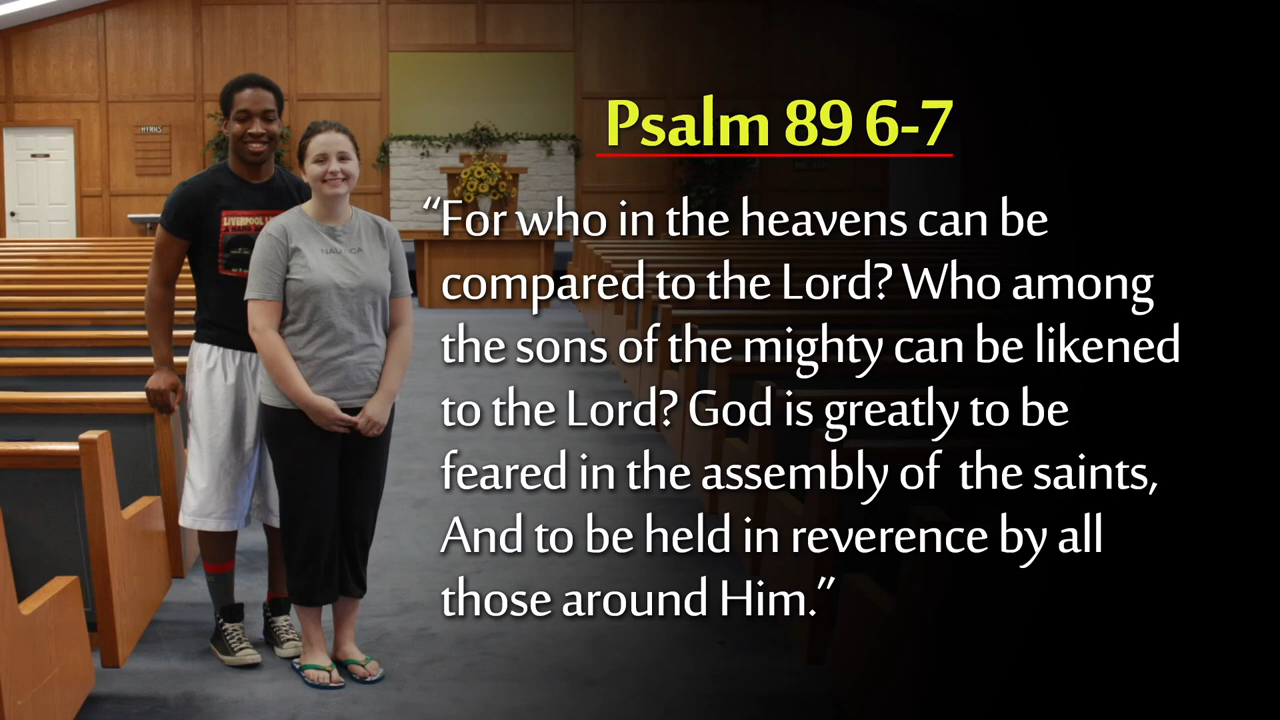 HYMNS
Psalm 89 6-7
“For who in the heavens can be
compared to the Lord? Who among
the sons of the mighty can be likened
to the Lord? God is greatly to be
feared in the assembly of  the saints,
And to be held in reverence by all
those around Him.”
LIVERPOOL
NAUTICA